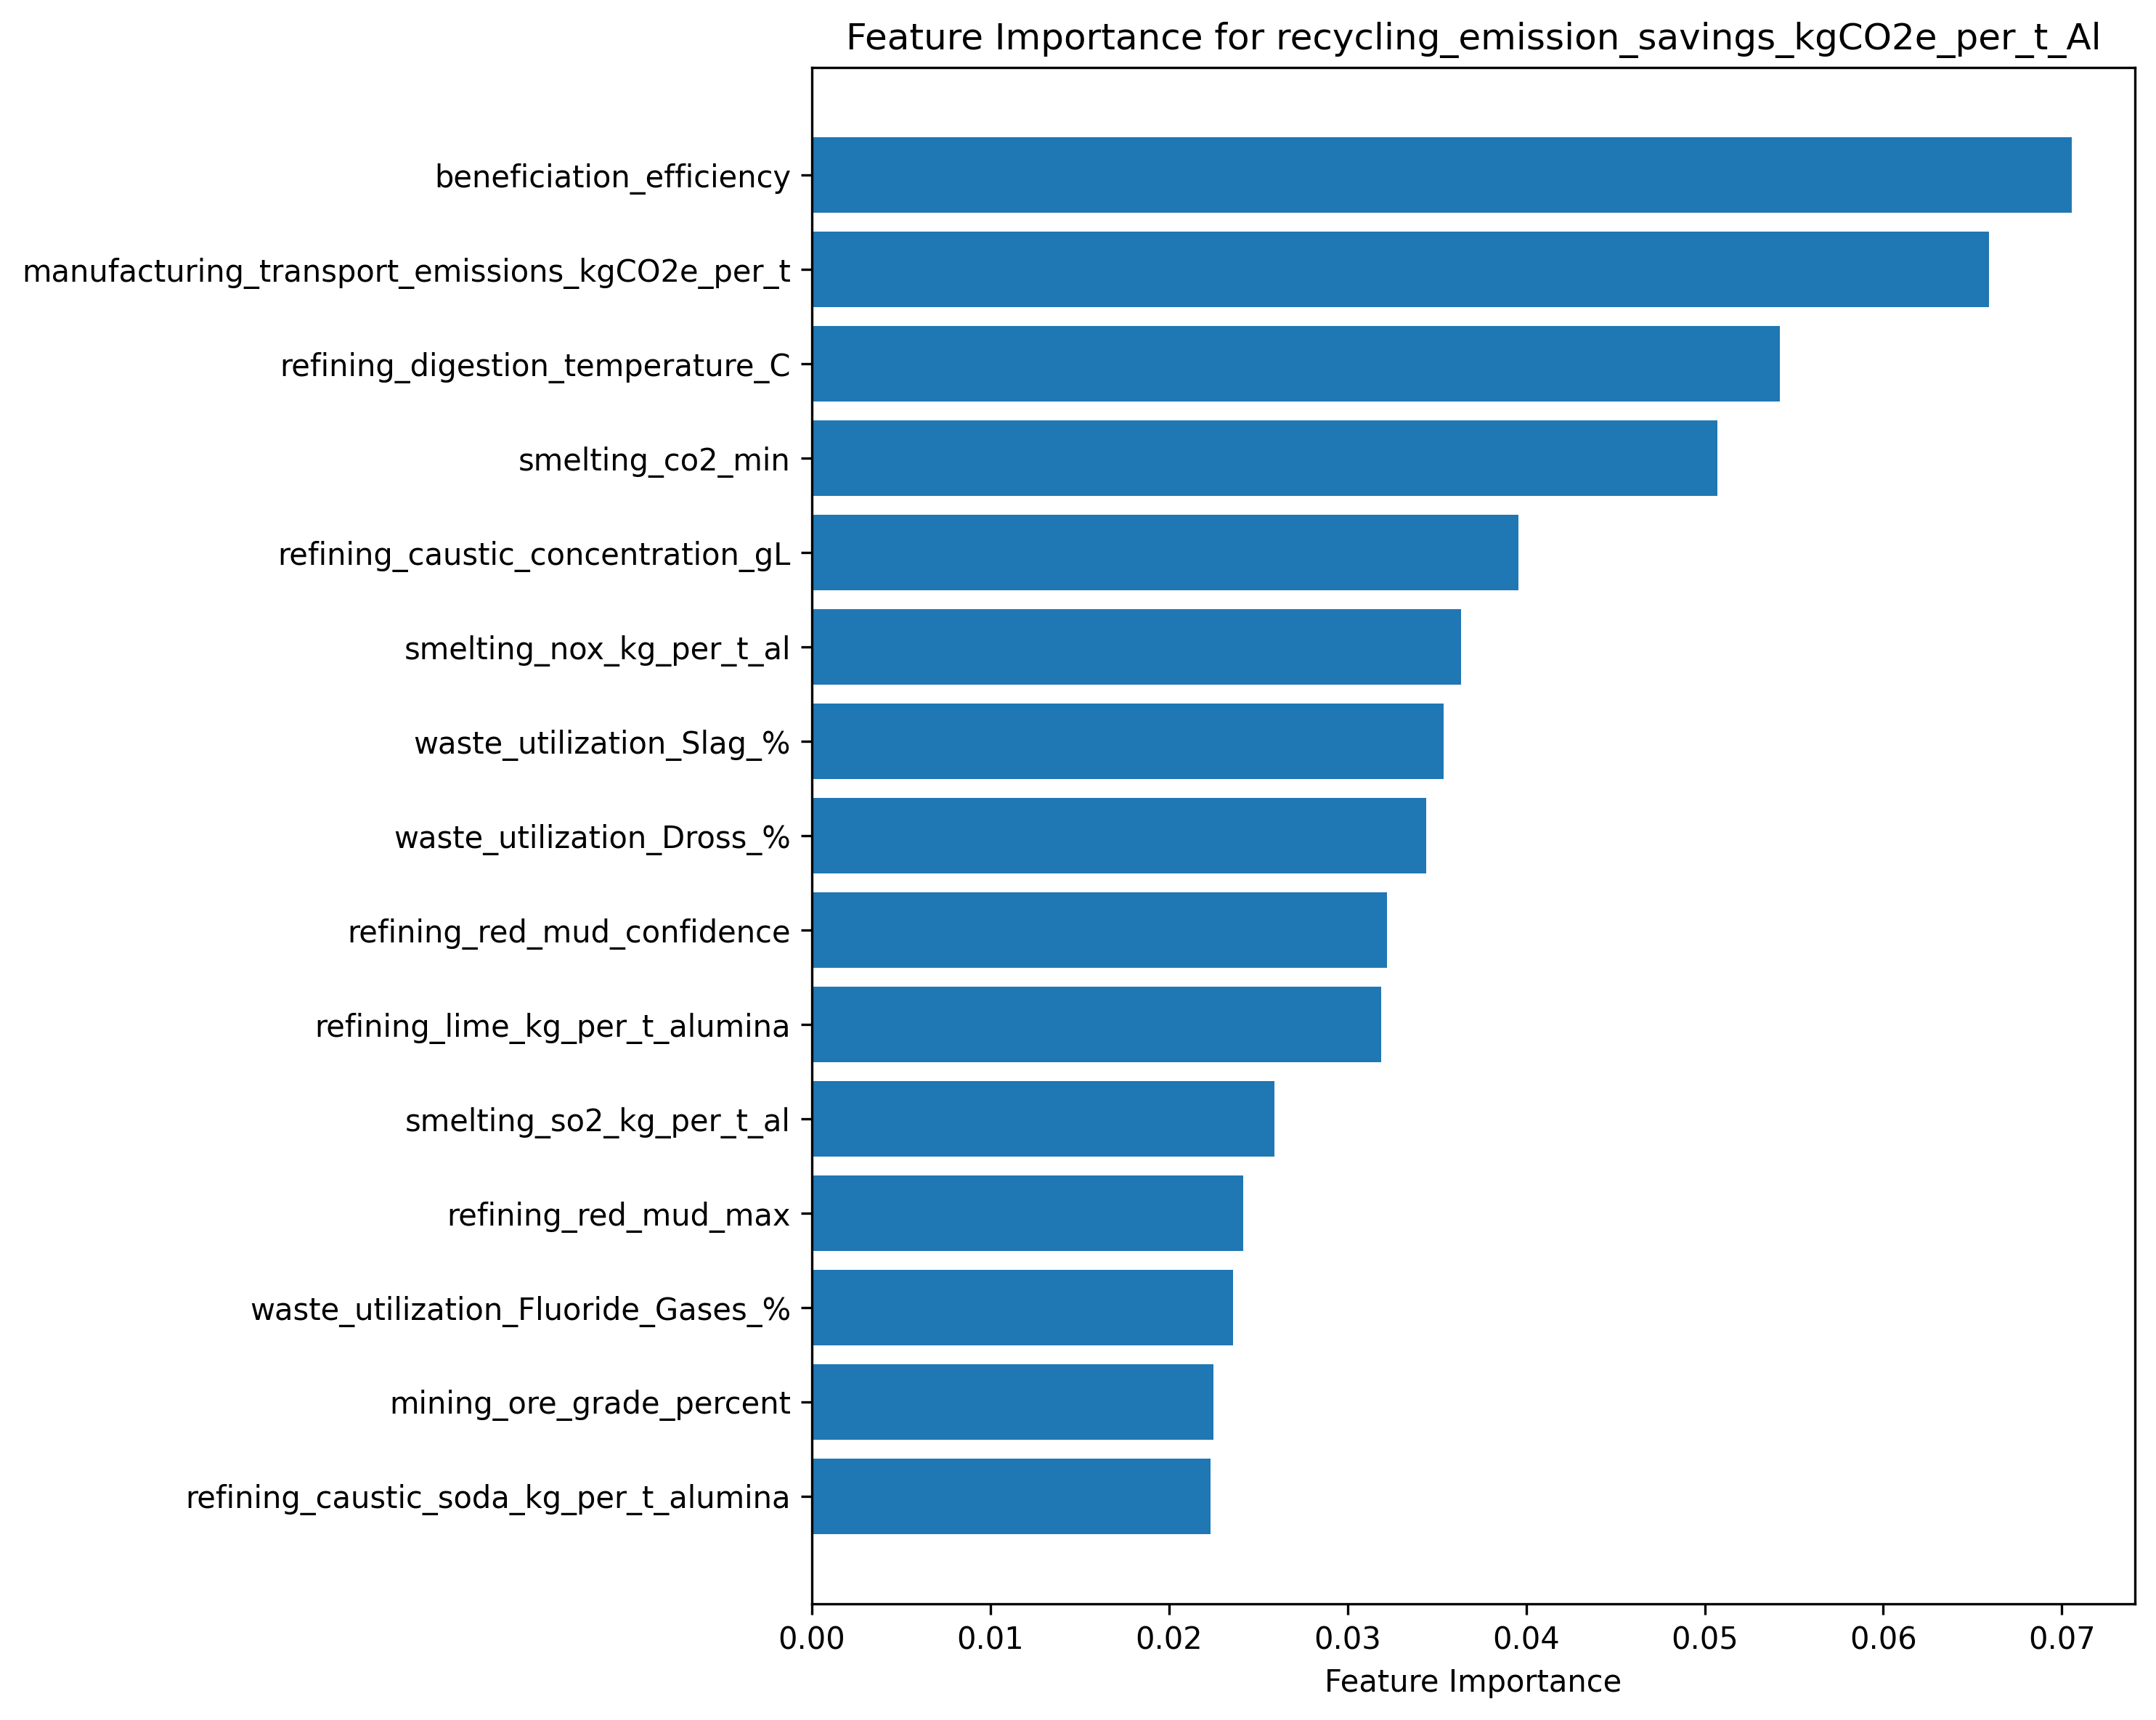 Feature Importance for recycling_emission_savings_kgCO2e_per_t_Al
beneficiation_efficiency
manufacturing_transport_emissions_kgCO2e_per_t
refining_digestion_temperature_C
smelting_co2_min
refining_caustic_concentration_gL
smelting_nox_kg_per_t_al
waste_utilization_Slag_%
waste_utilization_Dross_%
refining_red_mud_confidence
refining_lime_kg_per_t_alumina
smelting_so2_kg_per_t_al
refining_red_mud_max
waste_utilization_Fluoride_Gases_%
mining_ore_grade_percent
refining_caustic_soda_kg_per_t_alumina
0.00 0.01 0.02 0.03 0.04 0.05 0.06 0.07
Feature Importance